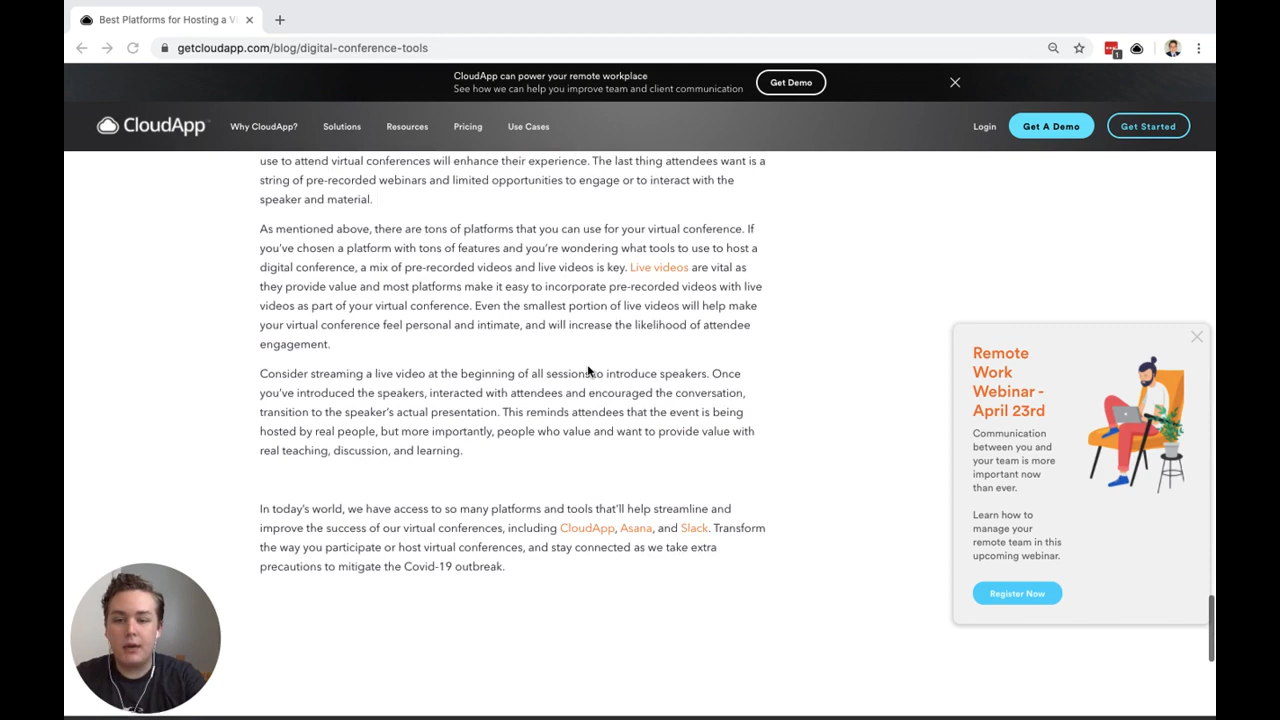 Best Platforms for Hosting a Vi
getcloudapp.com/blog/digital-conference-tools
1
CloudApp can power your remote workplace
See how we can help you improve team and client communication
Get Demo
CloudApp
Why CloudApp?
Solutions
Resources
Pricing
Use Cases
Login
Get A Demo
Get Started
use to attend virtual conferences will enhance their experience. The last thing attendees want is a
string of pre-recorded webinars and limited opportunities to engage or to interact with the
speaker and material.
As mentioned above, there are tons of platforms that you can use for your virtual conference. If
you've chosen a platform with tons of features and you're wondering what tools to use to host a
digital conference, a mix of pre-recorded videos and live videos is key. Live videos are vital as
they provide value and most platforms make it easy to incorporate pre-recorded videos with live
videos as part of your virtual conference. Even the smallest portion of live videos will help make
your virtual conference feel personal and intimate, and will increase the likelihood of attendee
engagement.
Consider streaming a live video at the beginning of all sessions to introduce speakers. Once
you've introduced the speakers, interacted with attendees and encouraged the conversation,
transition to the speaker's actual presentation. This reminds attendees that the event is being
hosted by real people, but more importantly, people who value and want to provide value with
real teaching, discussion, and learning.
In today's world, we have access to so many platforms and tools that'll help streamline and
improve the success of our virtual conferences, including CloudApp, Asana, and Slack. Transform
the way you participate or host virtual conferences, and stay connected as we take extra
precautions to mitigate the Covid-19 outbreak.
Remote
Work
Webinar -
April 23rd
Communication
between you and
your team is more
important now
than ever.
Learn how to
manage your
remote team in this
upcoming webinar.
Register Now